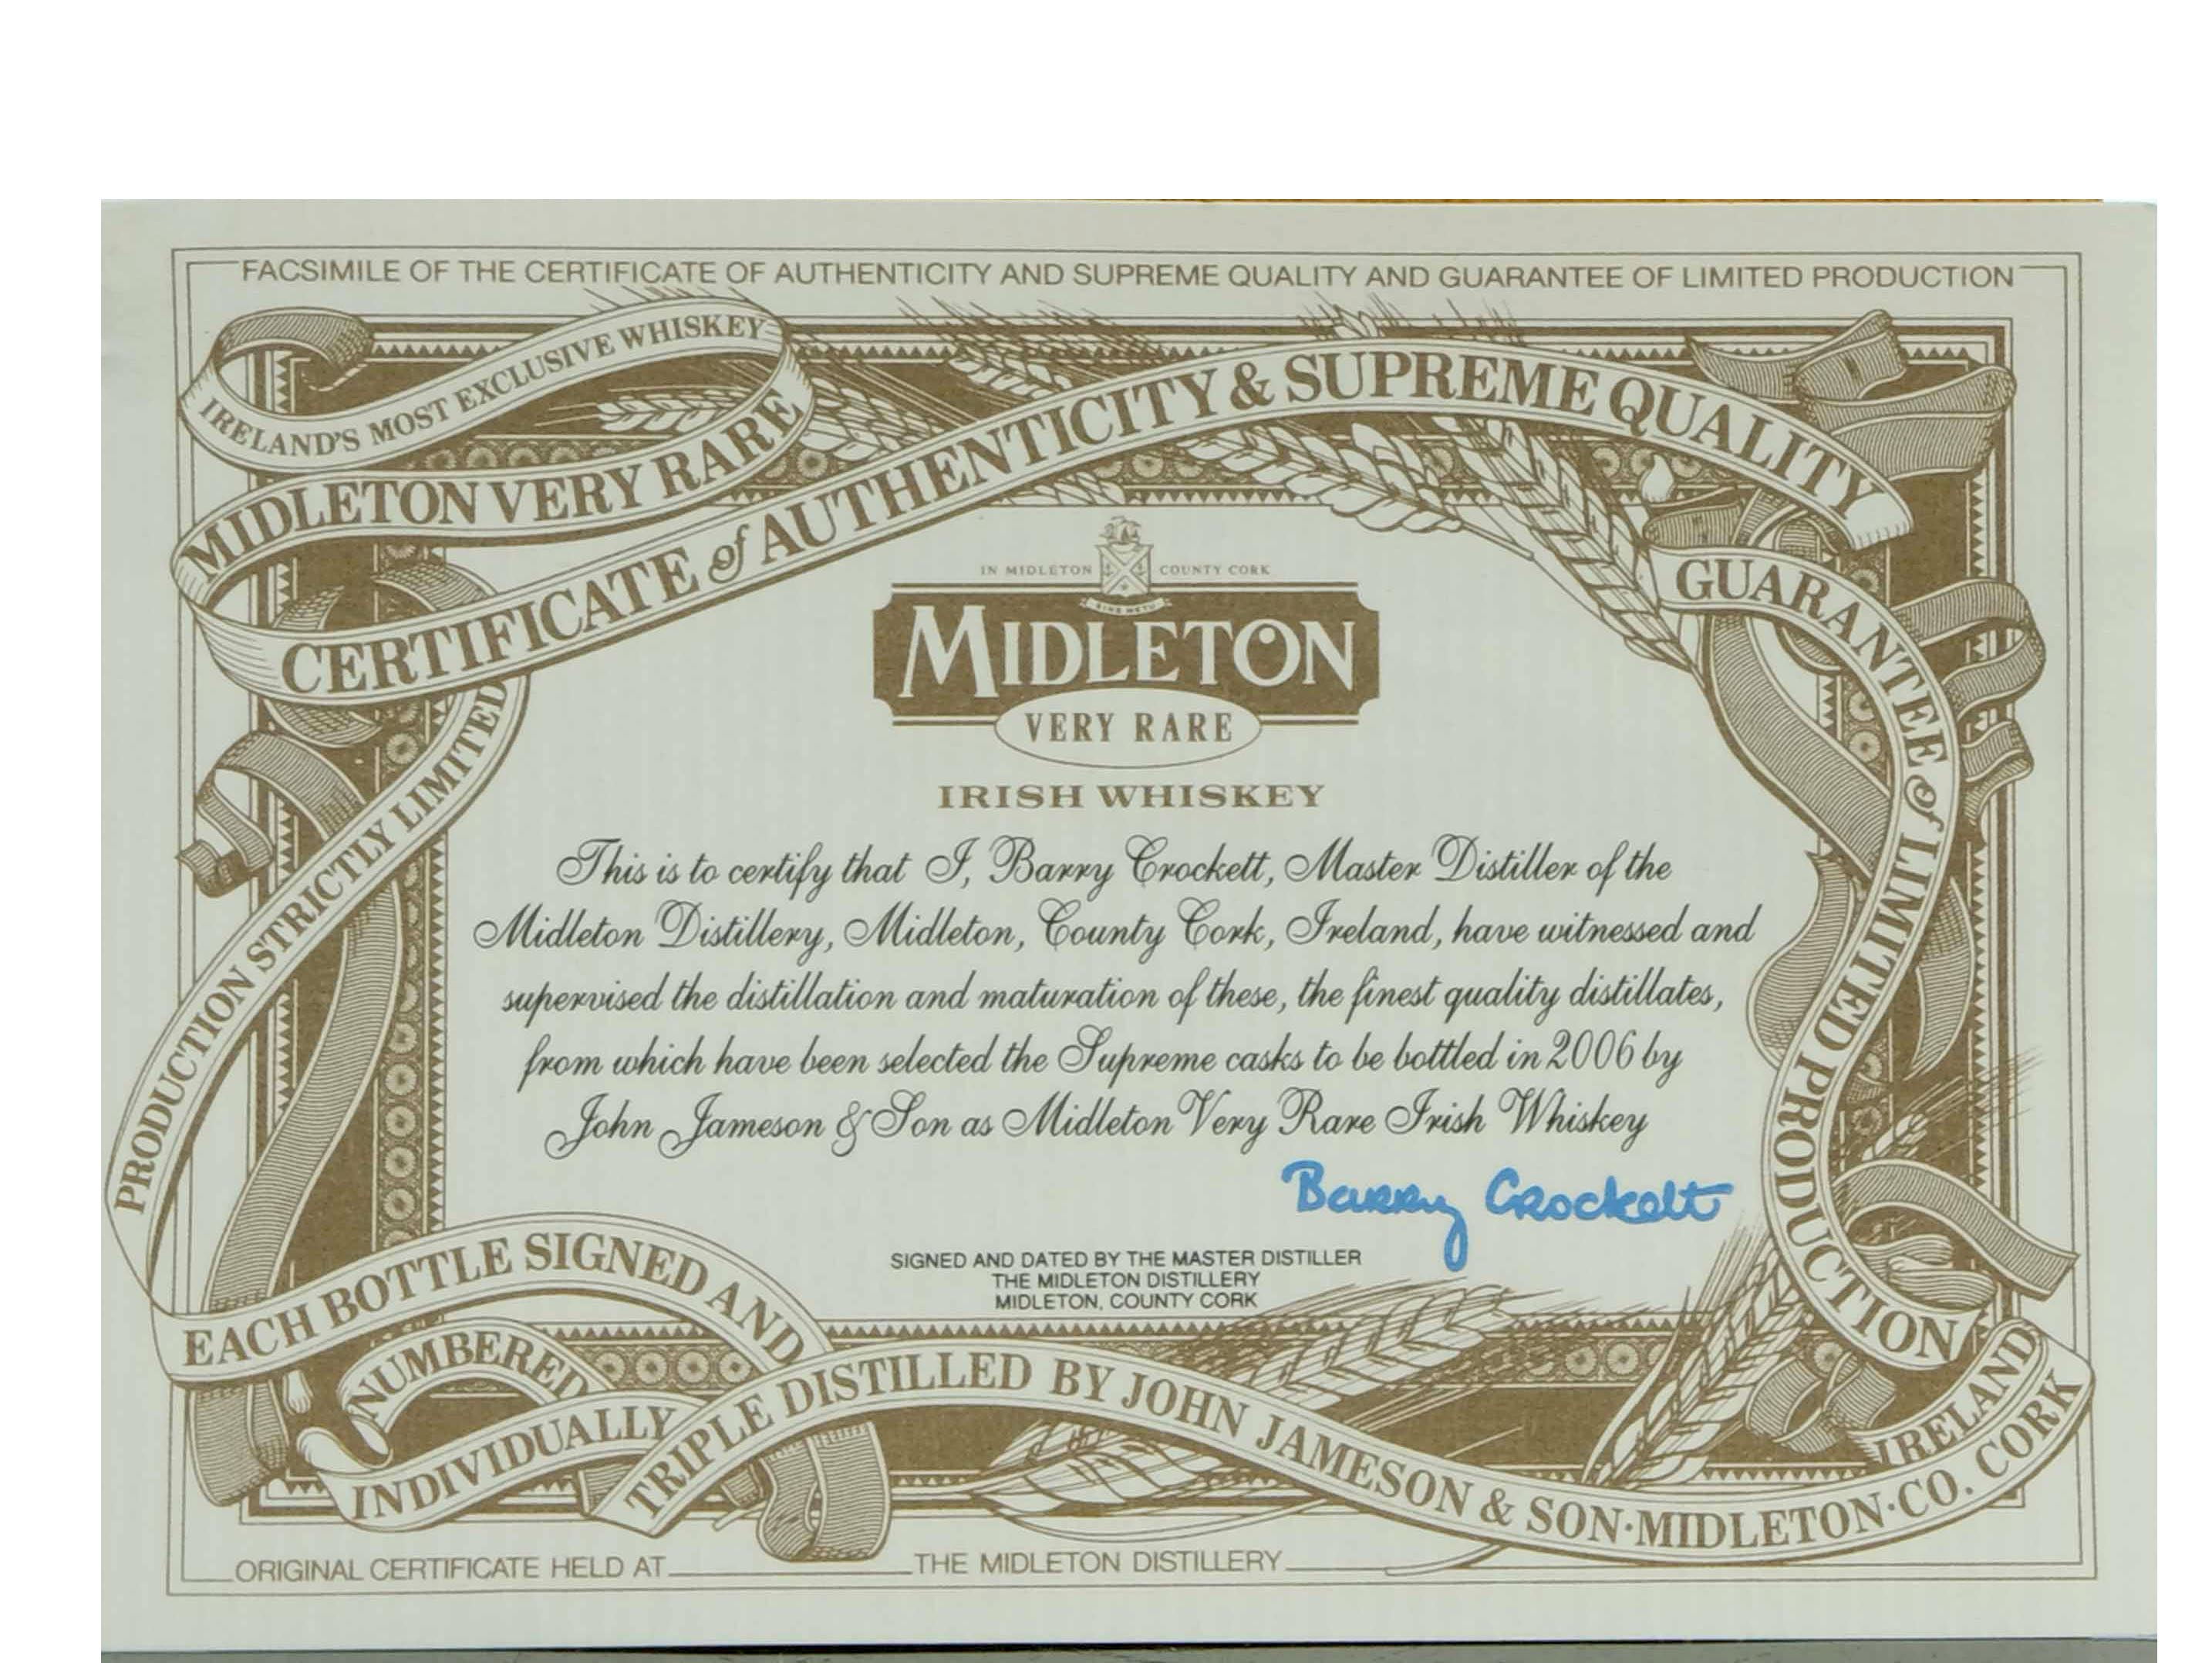 FACSIMILE OF THE CERTIFICATE OF AUTHENTICITY AND SUPREME QUALITY AND GUARANTEE OF LIMITED PRODUCTION
IRELAND'S MOST EXCLUSIVE WHISKEY
MIDLETON VERY RARE
CERTIFICATE of AUTHENTICITY & SUPREME QUALITY
GUARANTEE of LIMITED PRODUCTION
IN MIDLETON COUNTY CORK
SINE METU
MIDLETON
VERY RARE
IRISH WHISKEY
This is to certify that I, Barry Crockett, Master Distiller of the
Midleton Distillery, Midleton, County Cork, Ireland, have witnessed and
supervised the distillation and maturation of these, the finest quality distillates,
from which have been selected the Supreme casks to be bottled in 2006 by
John Jameson & Son as Midleton Very Rare Irish Whiskey
Barry Crockett
SIGNED AND DATED BY THE MASTER DISTILLER
THE MIDLETON DISTILLERY
MIDLETON, COUNTY CORK
PRODUCTION STRICTLY LIMITED
EACH BOTTLE SIGNED AND
NUMBERED
INDIVIDUALLY
TRIPLE DISTILLED BY JOHN JAMESON & SON·MIDLETON·CO. CORK
IRELAND
ORIGINAL CERTIFICATE HELD AT THE MIDLETON DISTILLERY